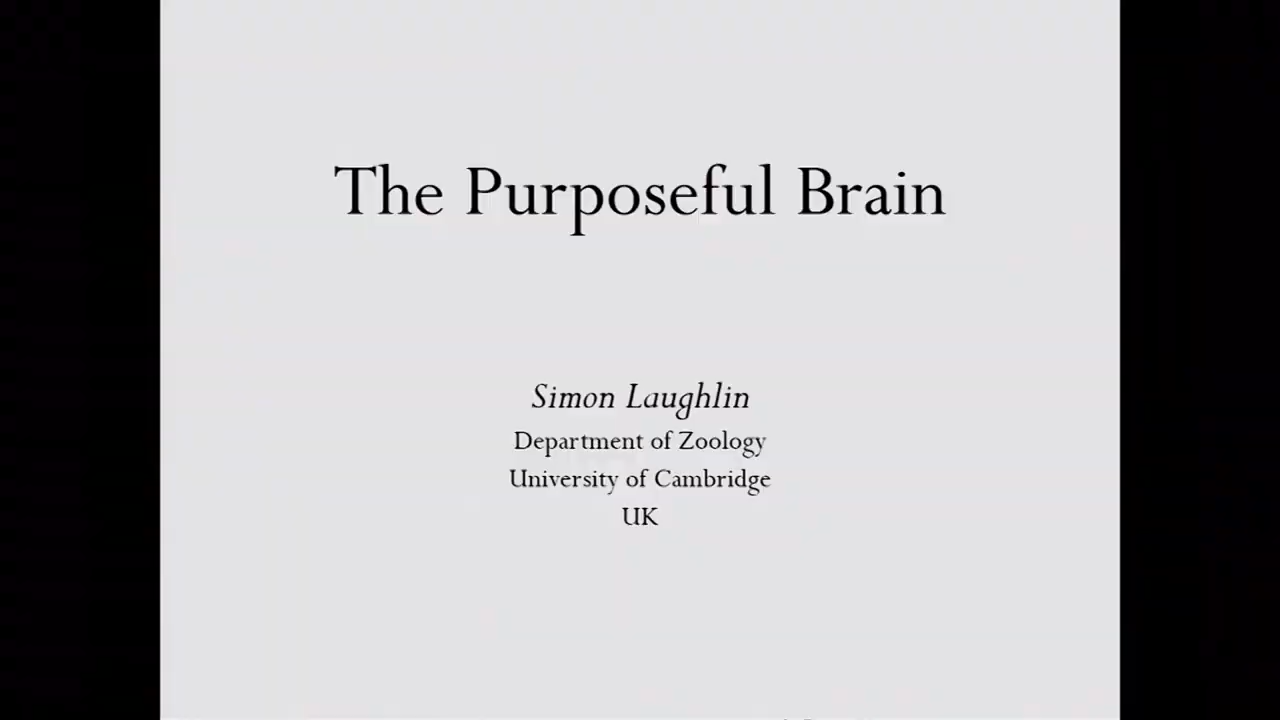 The Purposeful Brain
Simon Laughlin
Department of Zoology
University of Cambridge
UK